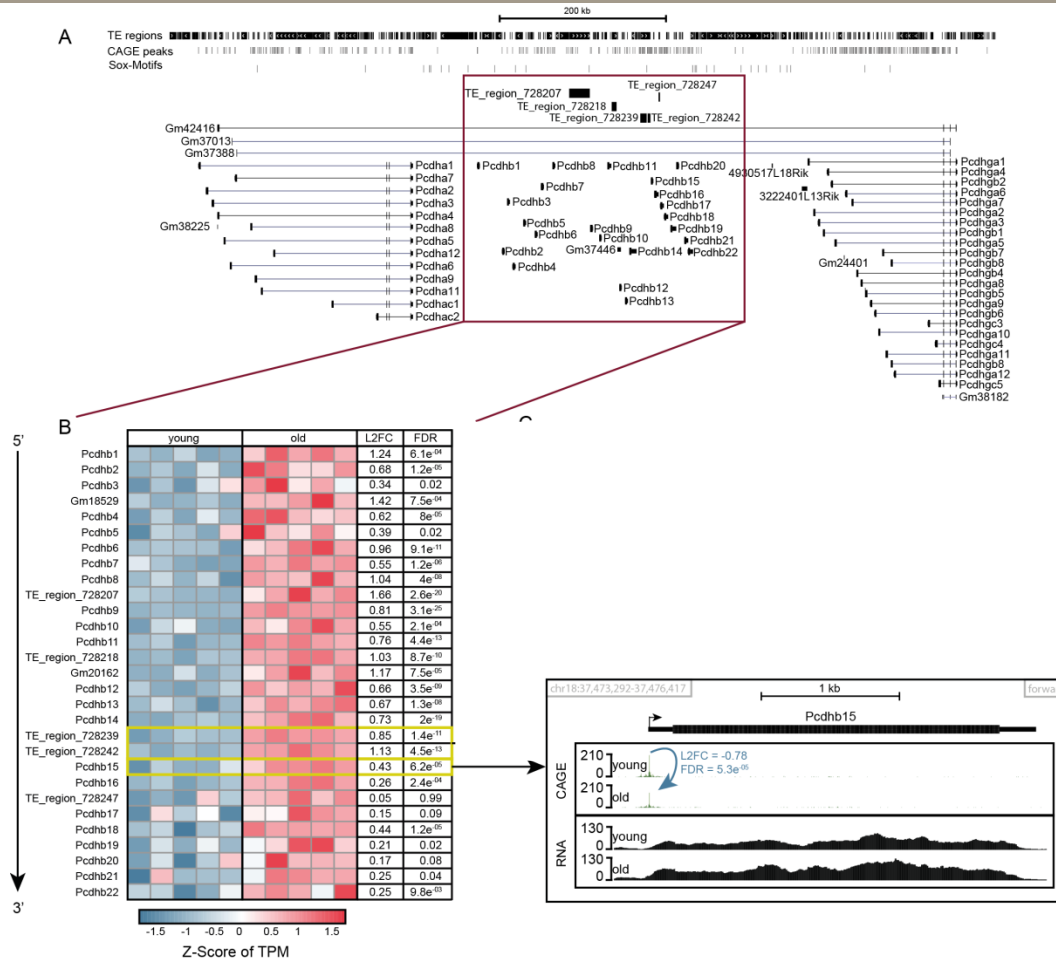 200 kb
A
TE regions
CAGE peaks
Sox-Motifs
TE_region_728247
TE_region_728207
TE_region_728218
TE_region_728239 TE_region_728242
Gm42416
Gm37013
Gm37388
Pcdha1
Pcdha7
Pcdha2
Pcdha3
Pcdha4
Gm38225
Pcdha8
Pcdha5
Pcdha12
Pcdha6
Pcdha9
Pcdha11
Pcdhac1
Pcdhac2
Pcdhb1
Pcdhb8
Pcdhb11
Pcdhb20
Pcdhb7
Pcdhb15
Pcdhb16
Pcdhb3
Pcdhb17
Pcdhb18
Pcdhb5
Pcdhb9
Pcdhb19
Pcdhb6
Pcdhb10
Pcdhb21
Pcdhb2
Gm37446
Pcdhb14
Pcdhb22
Pcdhb4
Pcdhb12
Pcdhb13
4930517L18Rik
3222401L13Rik
Gm24401
Pcdhga1
Pcdhga4
Pcdhgb2
Pcdhga6
Pcdhga7
Pcdhga2
Pcdhga3
Pcdhgb1
Pcdhga5
Pcdhgb7
Pcdhgb8
Pcdhgb4
Pcdhga8
Pcdhgb5
Pcdhga9
Pcdhgb6
Pcdhgc3
Pcdhga10
Pcdhgc4
Pcdhga11
Pcdhgb8
Pcdhga12
Pcdhgc5
Gm38182
B
5'
3'
young old L2FC FDR
Pcdhb1 1.24 6.1e-04
Pcdhb2 0.68 1.2e-05
Pcdhb3 0.34 0.02
Gm18529 1.42 7.5e-04
Pcdhb4 0.62 8e-05
Pcdhb5 0.39 0.02
Pcdhb6 0.96 9.1e-11
Pcdhb7 0.55 1.2e-06
Pcdhb8 1.04 4e-08
TE_region_728207 1.66 2.6e-20
Pcdhb9 0.81 3.1e-25
Pcdhb10 0.55 2.1e-04
Pcdhb11 0.76 4.4e-13
TE_region_728218 1.03 8.7e-10
Gm20162 1.17 7.5e-05
Pcdhb12 0.66 3.5e-09
Pcdhb13 0.67 1.3e-08
Pcdhb14 0.73 2e-19
TE_region_728239 0.85 1.4e-11
TE_region_728242 1.13 4.5e-13
Pcdhb15 0.43 6.2e-05
Pcdhb16 0.26 2.4e-04
TE_region_728247 0.05 0.99
Pcdhb17 0.15 0.09
Pcdhb18 0.44 1.2e-05
Pcdhb19 0.21 0.02
Pcdhb20 0.17 0.08
Pcdhb21 0.25 0.04
Pcdhb22 0.25 9.8e-03
-1.5 -1 -0.5 0 0.5 1 1.5
Z-Score of TPM
chr18:37,473,292-37,476,417
forwa
1 kb
Pcdhb15
CAGE
210
0
young
L2FC = -0.78
FDR = 5.3e-05
210
0
old
RNA
130
0
young
130
0
old